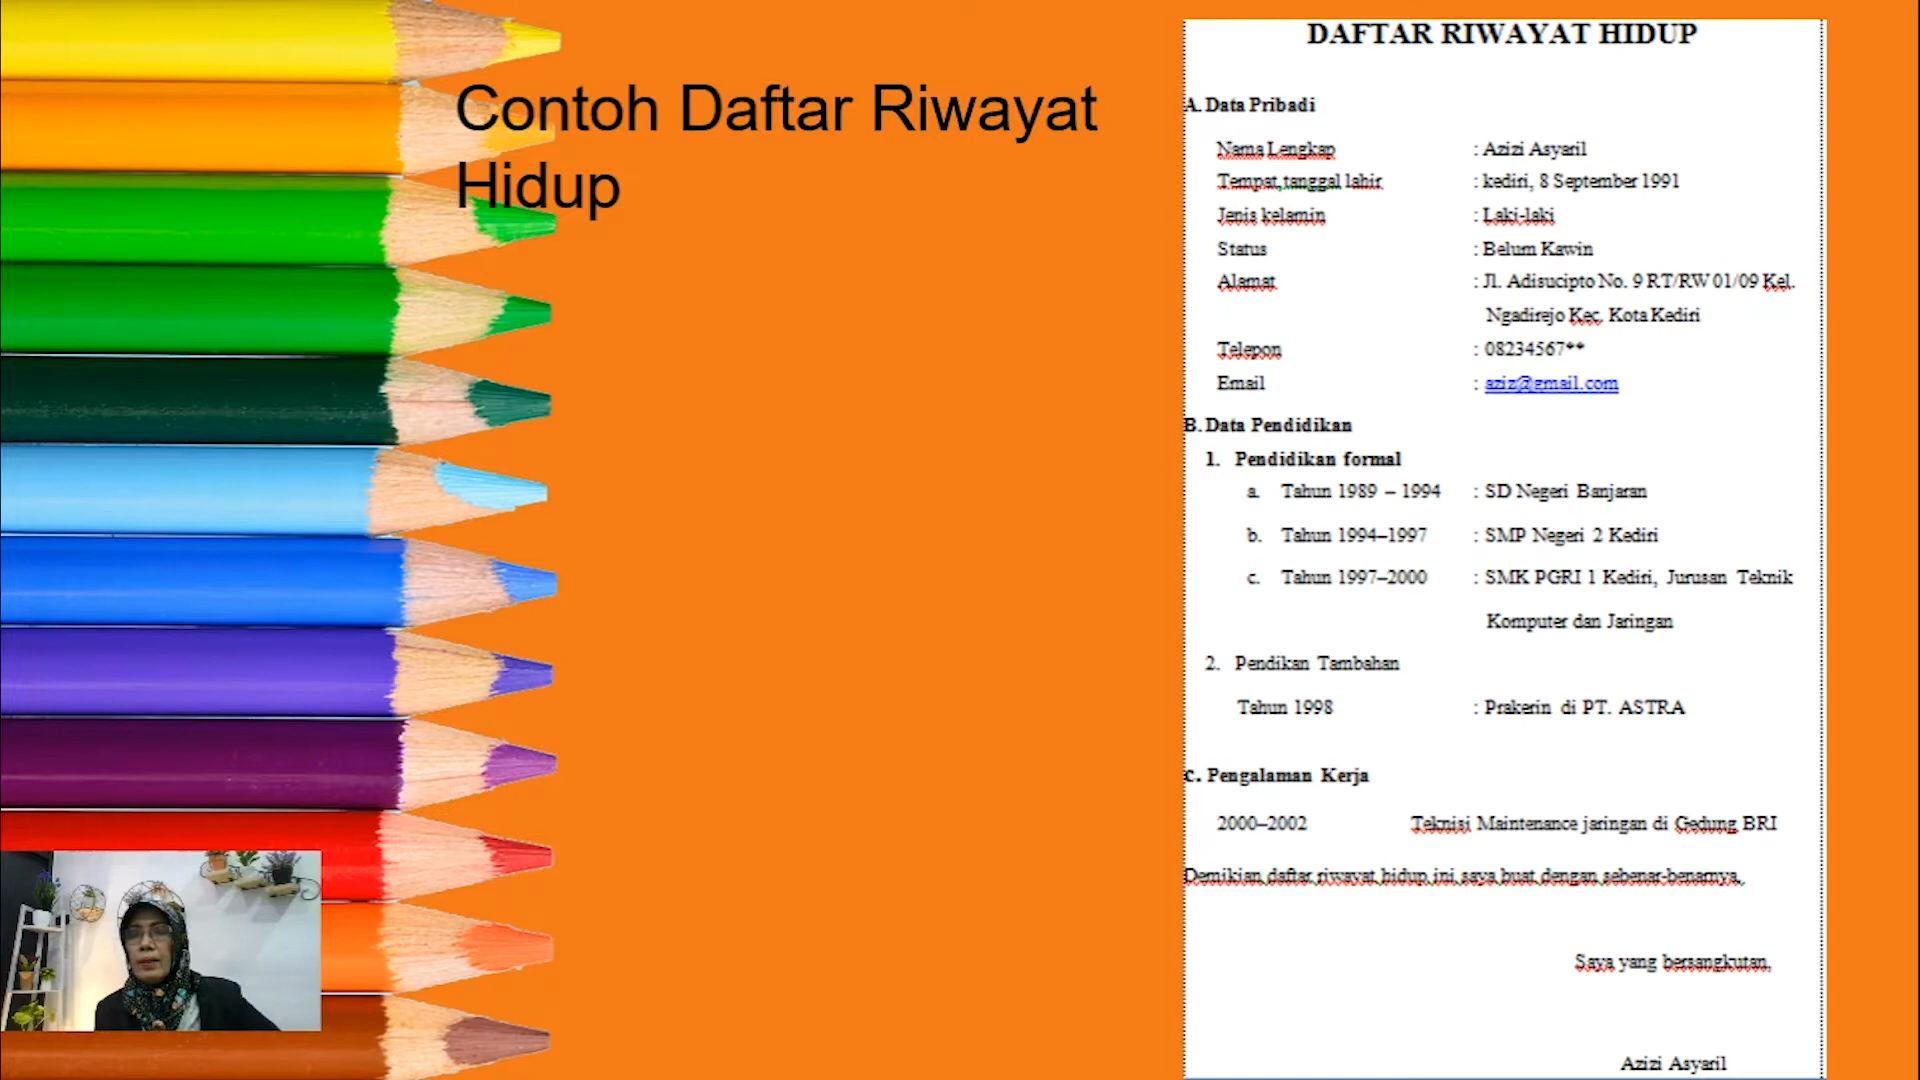 Contoh Daftar Riwayat
Hidup
DAFTAR RIWAYAT HIDUP
A. Data Pribadi
Nama Lengkap : Azizi Asyaril
Tempat,tanggal lahir : kediri, 8 September 1991
Jenis kelamin : Laki-laki
Status : Belum Kawin
Alamat : Jl. Adisucipto No. 9 RT/RW 01/09 Kel.
Ngadirejo Kec. Kota Kediri
Telepon : 08234567**
Email : aziz@gmail.com
B. Data Pendidikan
1. Pendidikan formal
a. Tahun 1989 – 1994 : SD Negeri Banjaran
b. Tahun 1994–1997 : SMP Negeri 2 Kediri
c. Tahun 1997–2000 : SMK PGRI 1 Kediri, Jurusan Teknik
Komputer dan Jaringan
2. Pendikan Tambahan
Tahun 1998 : Prakerin di PT. ASTRA
c. Pengalaman Kerja
2000–2002 Teknisi Maintenance jaringan di Gedung BRI
Demikian daftar riwayat hidup ini saya buat dengan sebenar-benarnya.
Saya yang bersangkutan,
Azizi Asyaril